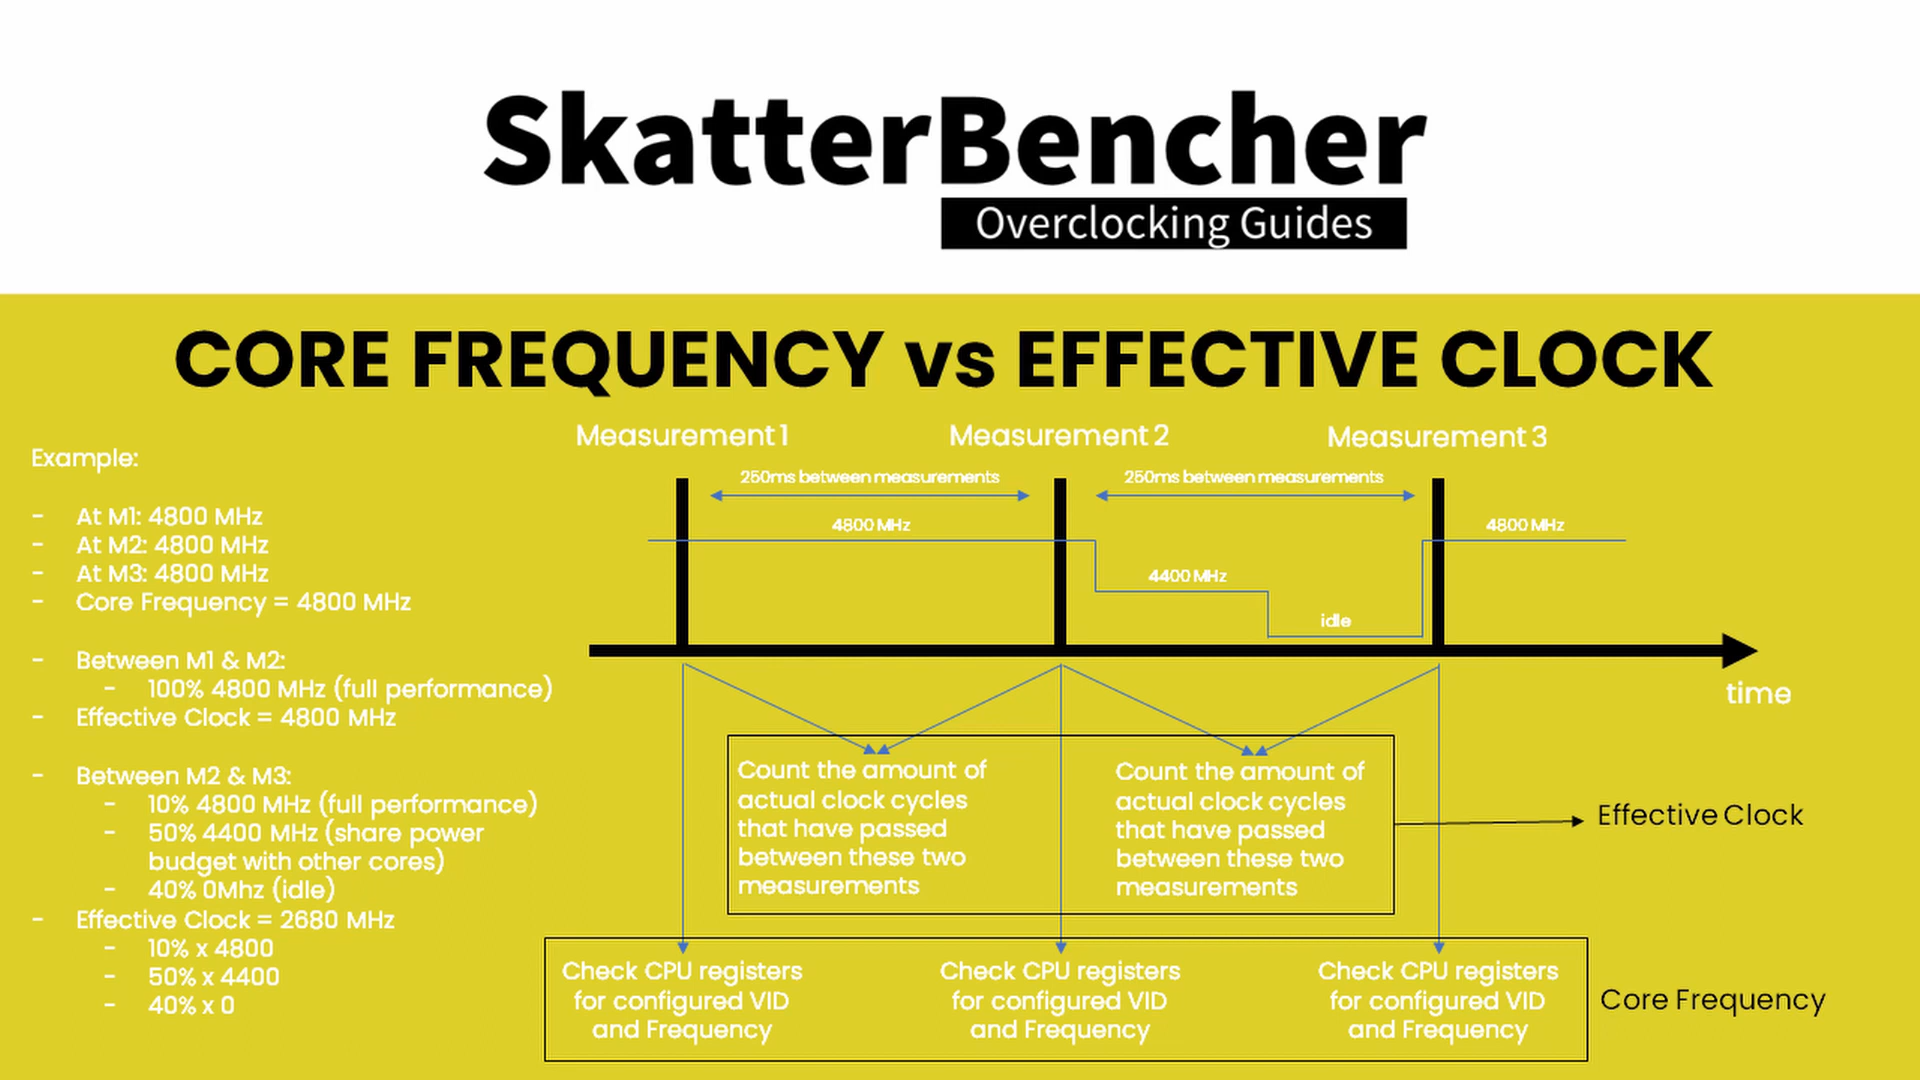 SkatterBencher
Overclocking Guides
CORE FREQUENCY vs EFFECTIVE CLOCK
Example:
- At M1: 4800 MHz
- At M2: 4800 MHz
- At M3: 4800 MHz
- Core Frequency = 4800 MHz
- Between M1 & M2:
- 100% 4800 MHz (full performance)
- Effective Clock = 4800 MHz
- Between M2 & M3:
- 10% 4800 MHz (full performance)
- 50% 4400 MHz (share power
budget with other cores)
- 40% 0Mhz (idle)
- Effective Clock = 2680 MHz
- 10% x 4800
- 50% x 4400
- 40% x 0
Measurement 1
Measurement 2
Measurement 3
250ms between measurements
250ms between measurements
4800 MHz
4800 MHz
4400 MHz
idle
time
Count the amount of
actual clock cycles
that have passed
between these two
measurements
Count the amount of
actual clock cycles
that have passed
between these two
measurements
Effective Clock
Check CPU registers
for configured VID
and Frequency
Check CPU registers
for configured VID
and Frequency
Check CPU registers
for configured VID
and Frequency
Core Frequency